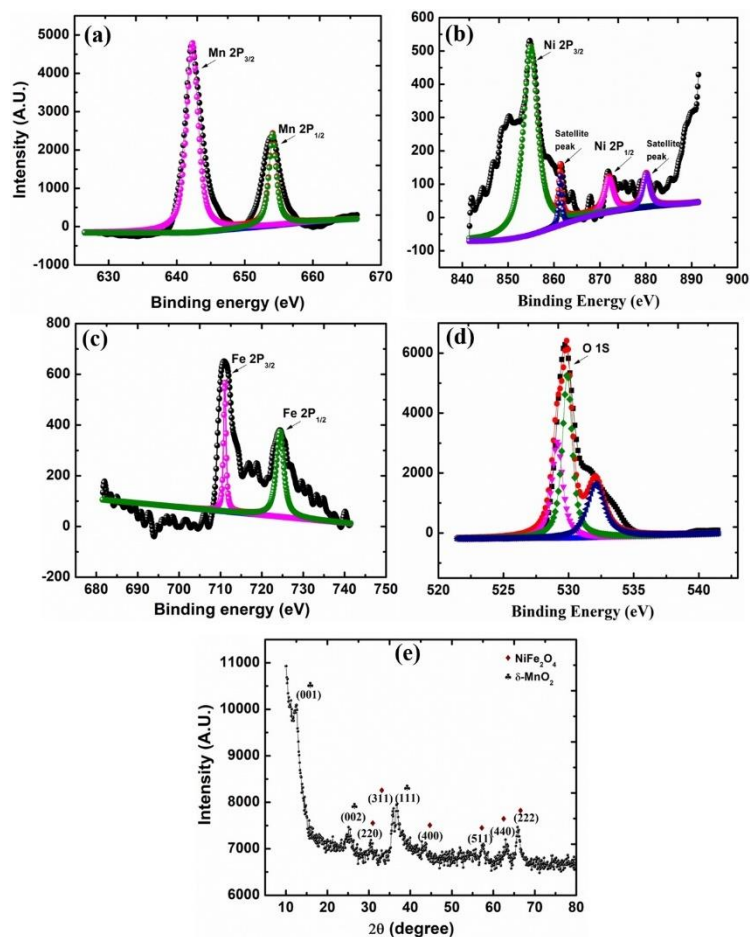 (a)
Mn 2P3/2
Mn 2P1/2
Intensity (A.U.)
5000
4000
3000
2000
1000
0
-1000
630
640
650
660
670
Binding energy (eV)
(b)
Ni 2P3/2
Satellite
peak
Ni 2P1/2
Satellite
peak
600
500
400
300
200
100
0
-100
840
850
860
870
880
890
900
Binding Energy (eV)
(c)
Fe 2P3/2
Fe 2P1/2
800
600
400
200
0
-200
680
690
700
710
720
730
740
750
Binding energy (eV)
(d)
O 1S
6000
4000
2000
0
520
525
530
535
540
Binding Energy (eV)
(e)
♦ NiFe2O4
♣ δ-MnO2
(001)
(002)
(220)
(311)
(111)
(400)
(511)
(440)
(222)
Intensity (A.U.)
11000
10000
9000
8000
7000
6000
10
20
30
40
50
60
70
80
2θ (degree)